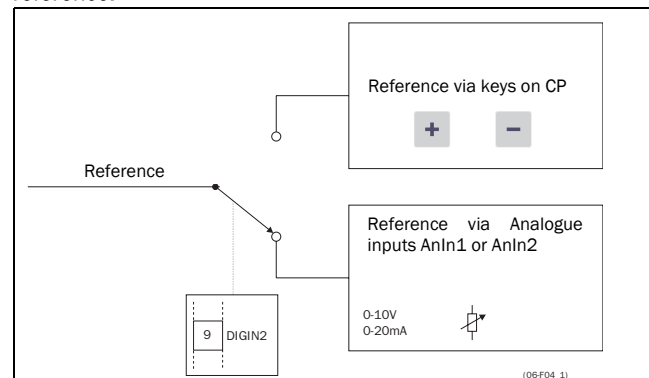 Reference via keys on CP
+ −
Reference
Reference via Analogue
inputs AnIn1 or AnIn2
0-10V
0-20mA
9 DIGIN2
(06-F04_1)